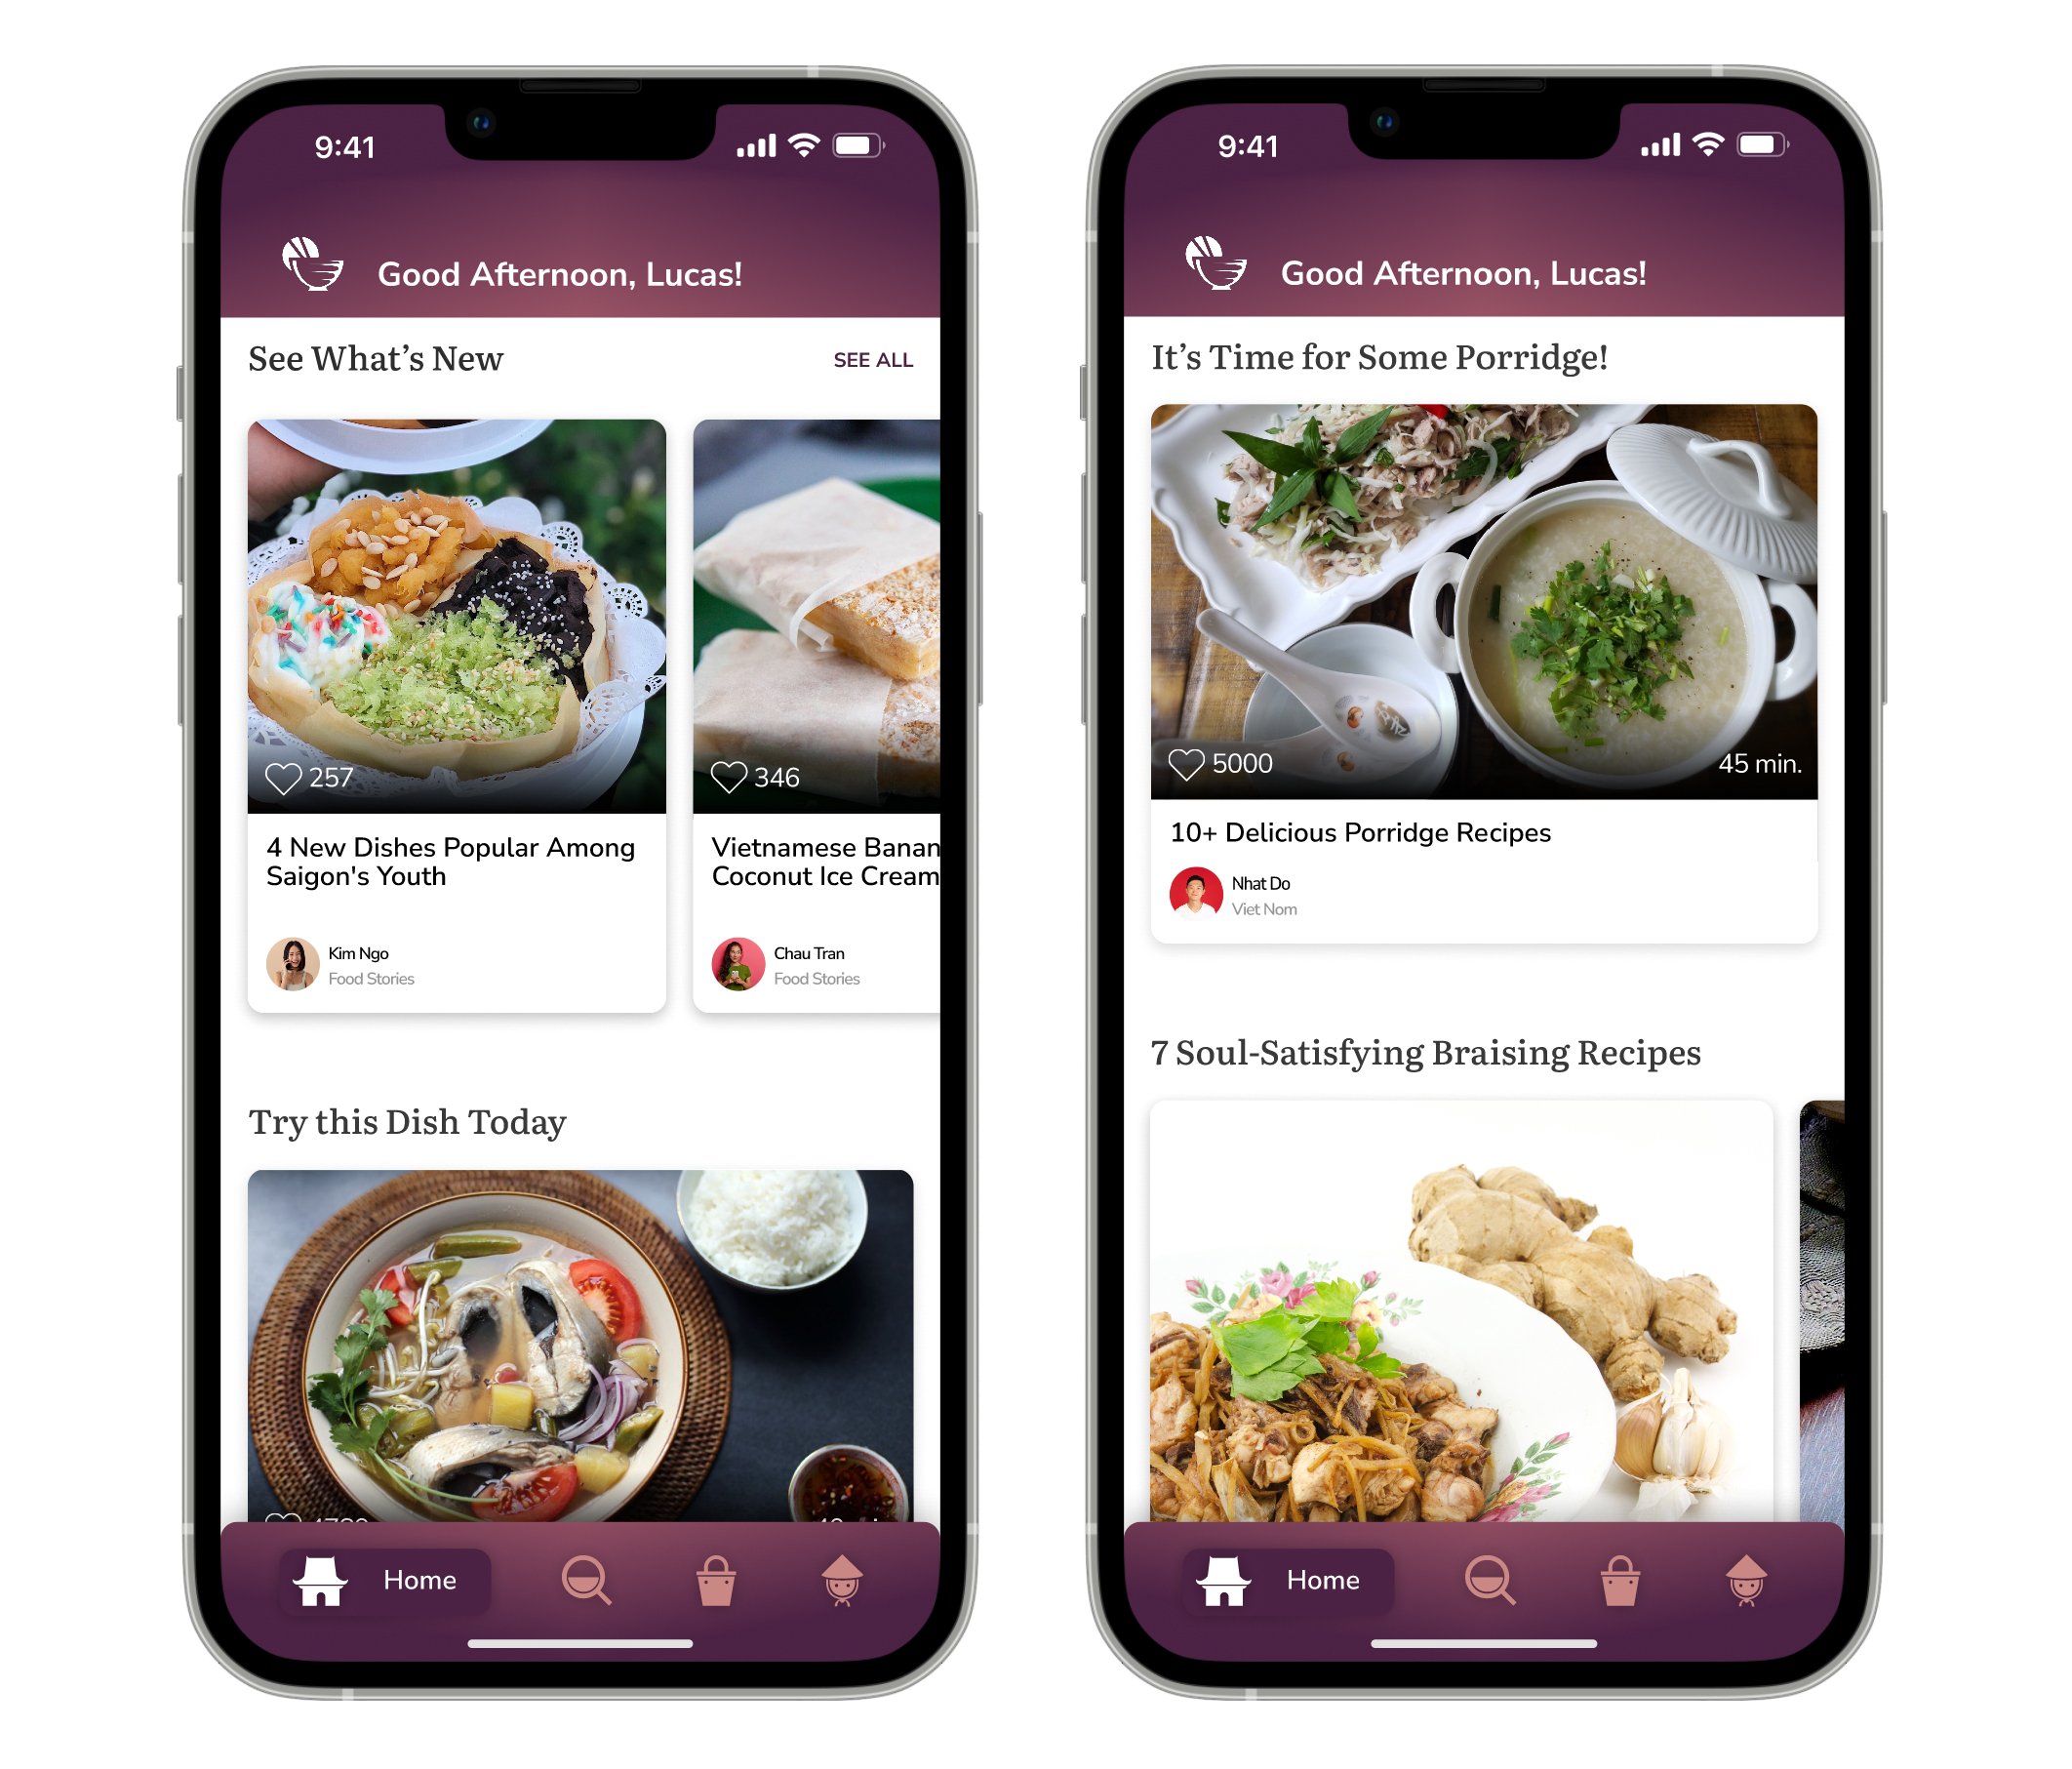 9:41
Good Afternoon, Lucas!
See What's New
SEE ALL
257
346
4 New Dishes Popular Among
Saigon's Youth
Vietnamese Banan
Coconut Ice Cream
Kim Ngo
Food Stories
Chau Tran
Food Stories
Try this Dish Today
Home
9:41
Good Afternoon, Lucas!
It's Time for Some Porridge!
5000
45 min.
10+ Delicious Porridge Recipes
Nhat Do
Viet Nom
7 Soul-Satisfying Braising Recipes
Home